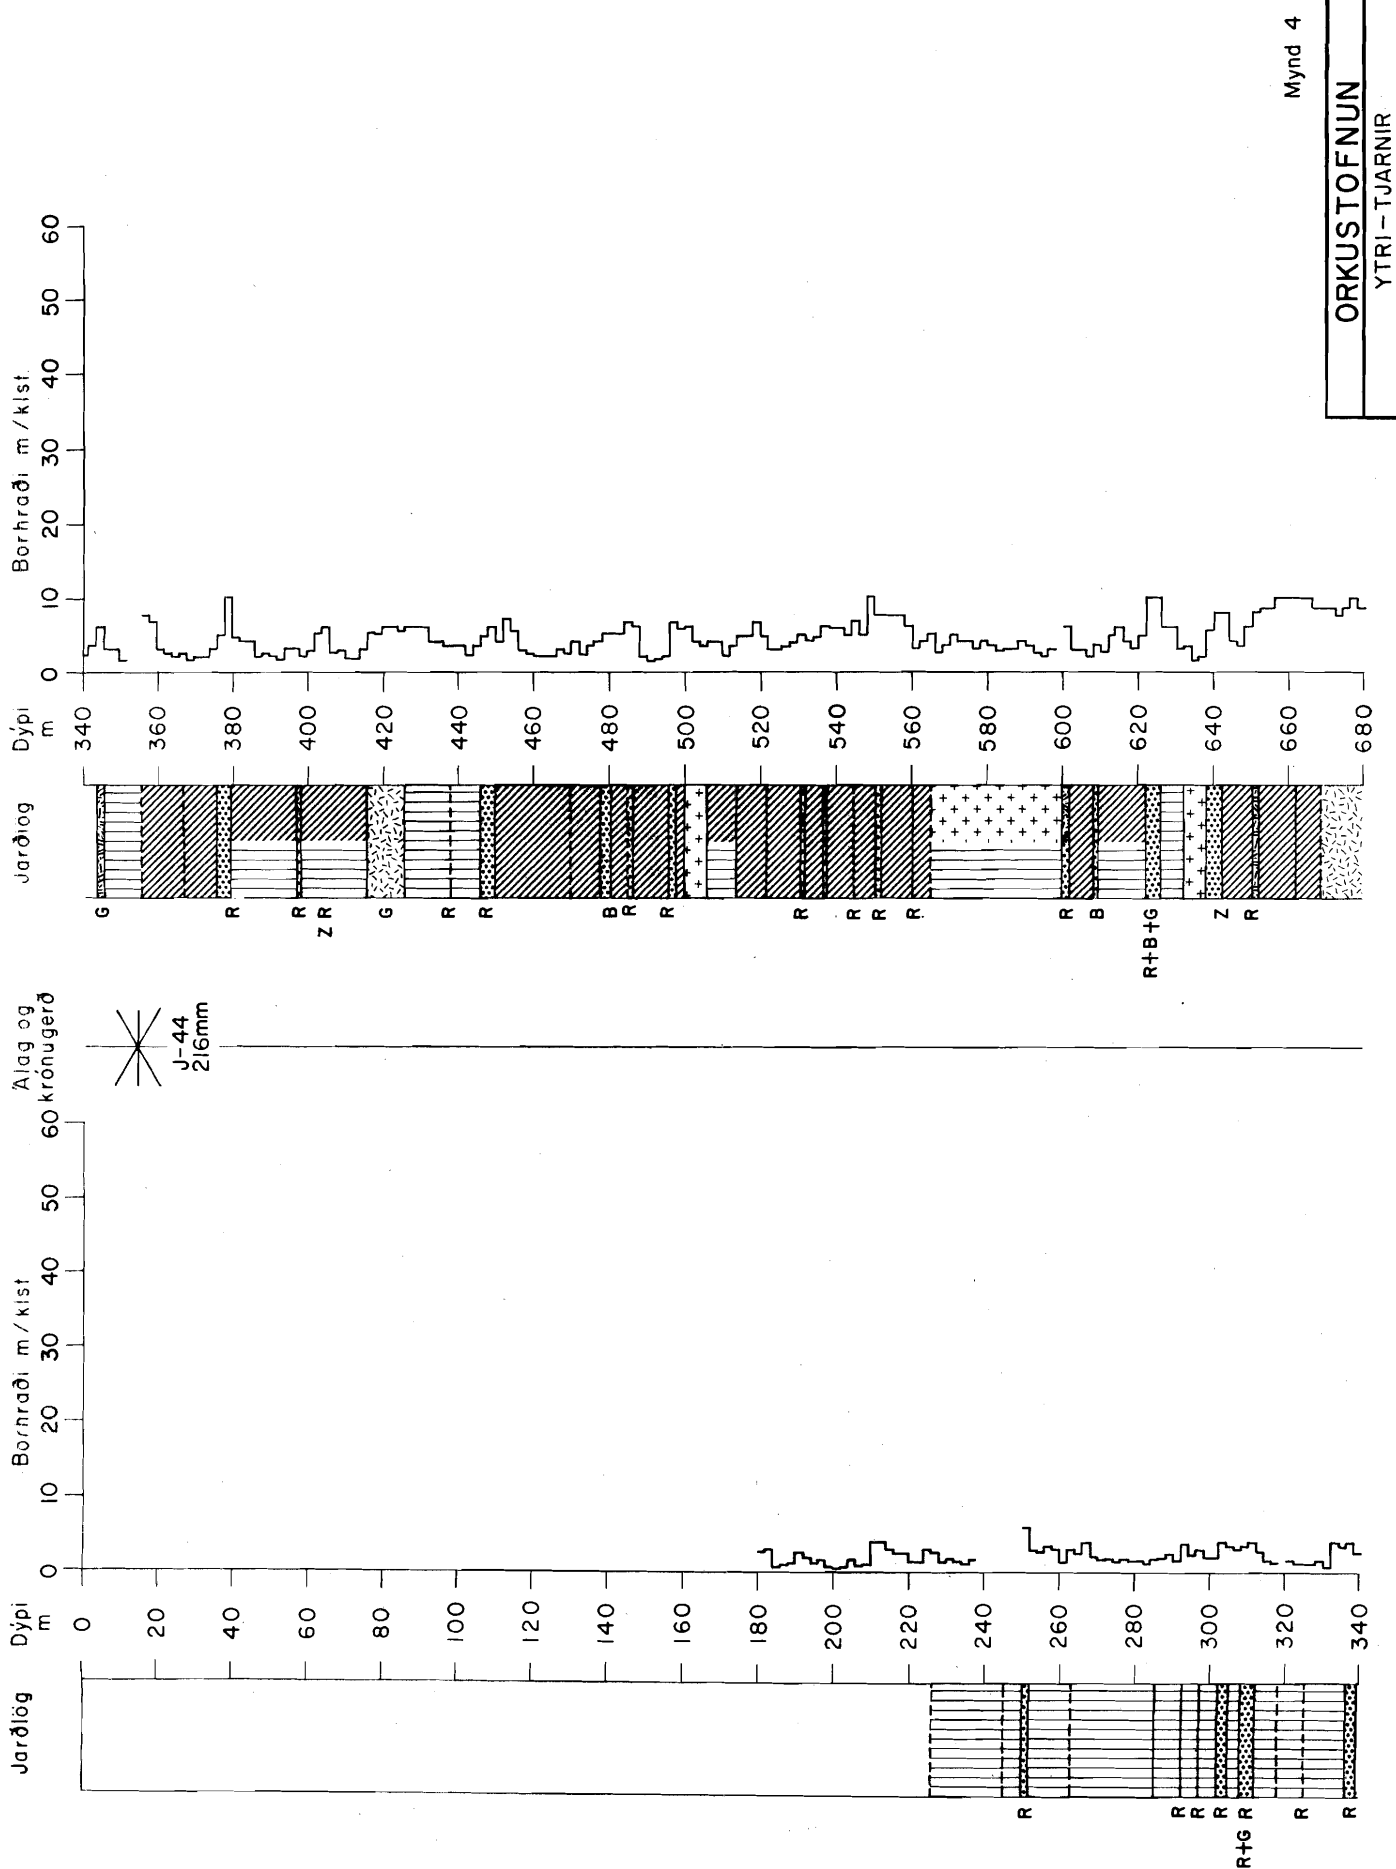 Jarðlög
Dýpi
m
Bornraði m/klst
Álag og
krónugerð
Jarðlog
Dýpi
m
Borhraði m/klst.
0 10 20 30 40 50 60
0
20
40
60
80
100
120
140
160
180
200
220
240
260
280
300
320
340
R
R
R
R
R+G R
R
R
J-44
216mm
0 10 20 30 40 50 60
340
360
380
400
420
440
460
480
500
520
540
560
580
600
620
640
660
680
G
R
R
Z R
G
R
R
B
R
R
R
R
R
R
R
B
R+B+G
Z
R
Mynd 4
ORKUSTOFNUN
YTRI-TJARNIR